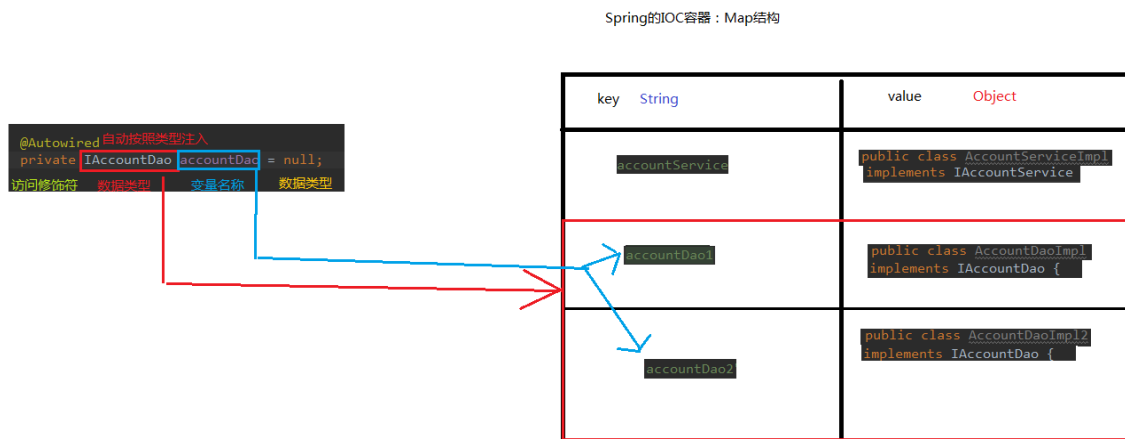 Spring的IOC容器：Map结构
key String value Object
@Autowired 自动按照类型注入
private IAccountDao accountDao = null;
访问修饰符 数据类型 变量名称 数据类型
accountService
public class AccountServiceImpl
implements IAccountService
accountDao1
public class AccountDaoImpl
implements IAccountDao {
accountDao2
public class AccountDaoImpl2
implements IAccountDao {